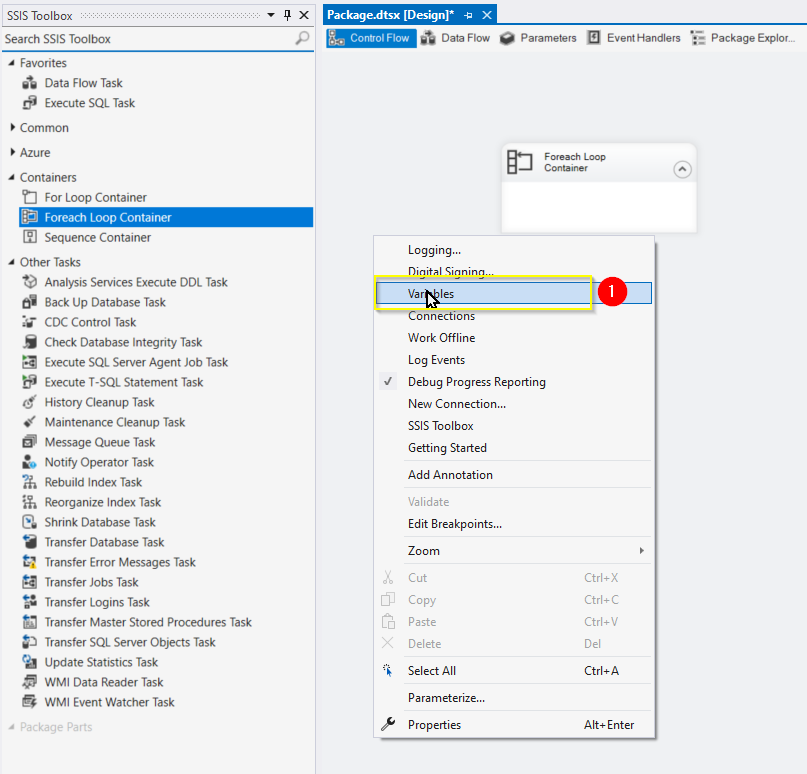 SSIS Toolbox
Search SSIS Toolbox
Favorites
Data Flow Task
Execute SQL Task
Common
Azure
Containers
For Loop Container
Foreach Loop Container
Sequence Container
Other Tasks
Analysis Services Execute DDL Task
Back Up Database Task
CDC Control Task
Check Database Integrity Task
Execute SQL Server Agent Job Task
Execute T-SQL Statement Task
History Cleanup Task
Maintenance Cleanup Task
Message Queue Task
Notify Operator Task
Rebuild Index Task
Reorganize Index Task
Shrink Database Task
Transfer Database Task
Transfer Error Messages Task
Transfer Jobs Task
Transfer Logins Task
Transfer Master Stored Procedures Task
Transfer SQL Server Objects Task
Update Statistics Task
WMI Data Reader Task
WMI Event Watcher Task
Package Parts
Package.dtsx [Design]*
Control Flow Data Flow Parameters Event Handlers Package Explor...
Foreach Loop
Container
Logging...
Digital Signing...
Variables 1
Connections
Work Offline
Log Events
Debug Progress Reporting
New Connection...
SSIS Toolbox
Getting Started
Add Annotation
Validate
Edit Breakpoints...
Zoom
Cut Ctrl+X
Copy Ctrl+C
Paste Ctrl+V
Delete Del
Select All Ctrl+A
Parameterize...
Properties Alt+Enter